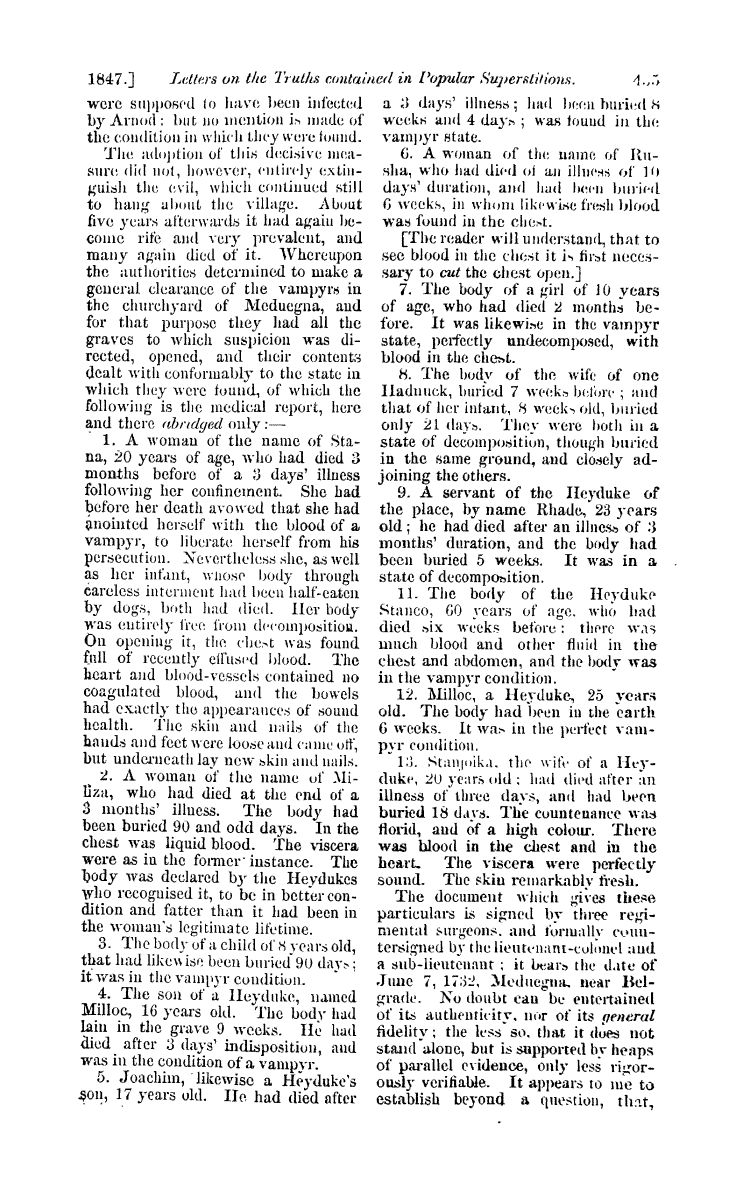 1847.] Letters on the Truths contained in Popular Superstitions.
were supposed to have been infected
by Arnod: but no mention is made of
the condition in which they were found.
The adoption of this decisive mea-
sure did not, however, entirely extin-
guish the evil, which continued still
to hang about the village. About
five years afterwards it had again be-
come rife and very prevalent, and
many again died of it. Whereupon
the authorities determined to make a
general clearance of the vampyrs in
the churchyard of Meduegna, and
for that purpose they had all the
graves to which suspicion was di-
rected, opened, and their contents
dealt with conformably to the state in
which they were found, of which the
following is the medical report, here
and there abridged only:—
1. A woman of the name of Sta-
na, 20 years of age, who had died 3
months before of a 3 days' illness
following her confinement. She had
before her death avowed that she had
anointed herself with the blood of a
vampyr, to liberate herself from his
persecution. Nevertheless she, as well
as her infant, whose body through
careless interment had been half-eaten
by dogs, both had died. Her body
was entirely free from decomposition.
On opening it, the chest was found
full of recently effused blood. The
heart and blood-vessels contained no
coagulated blood, and the bowels
had exactly the appearances of sound
health. The skin and nails of the
hands and feet were loose and came off,
but underneath lay new skin and nails.
2. A woman of the name of Mi-
liza, who had died at the end of a
3 months' illness. The body had
been buried 90 and odd days. In the
chest was liquid blood. The viscera
were as in the former instance. The
body was declared by the Heydukes
who recognised it, to be in better con-
dition and fatter than it had been in
the woman's legitimate lifetime.
3. The body of a child of 8 years old,
that had likewise been buried 90 days;
it was in the vampyr condition.
4. The son of a Heyduke, named
Milloc, 16 years old. The body had
lain in the grave 9 weeks. He had
died after 3 days' indisposition, and
was in the condition of a vampyr.
5. Joachim, likewise a Heyduke's
son, 17 years old. He had died after
a 3 days' illness; had been buried 8
weeks and 4 days; was found in the
vampyr state.
6. A woman of the name of Ru-
sha, who had died of an illness of 10
days' duration, and had been buried
6 weeks, in whom likewise fresh blood
was found in the chest.
[The reader will understand, that to
see blood in the chest it is first neces-
sary to cut the chest open.]
7. The body of a girl of 10 years
of age, who had died 2 months be-
fore. It was likewise in the vampyr
state, perfectly undecomposed, with
blood in the chest.
8. The body of the wife of one
Hadnuck, buried 7 weeks before; and
that of her infant, 8 weeks old, buried
only 21 days. They were both in a
state of decomposition, though buried
in the same ground, and closely ad-
joining the others.
9. A servant of the Heyduke of
the place, by name Rhade, 23 years
old; he had died after an illness of 3
months' duration, and the body had
been buried 5 weeks. It was in a
state of decomposition.
11. The body of the Heyduke
Stanco, 60 years of age, who had
died six weeks before: there was
much blood and other fluid in the
chest and abdomen, and the body was
in the vampyr condition.
12. Milloc, a Heyduke, 25 years
old. The body had been in the earth
6 weeks. It was in the perfect vam-
pyr condition.
13. Stanjoika, the wife of a Hey-
duke, 20 years old; had died after an
illness of three days, and had been
buried 18 days. The countenance was
florid, and of a high colour. There
was blood in the chest and in the
heart. The viscera were perfectly
sound. The skin remarkably fresh.
The document which gives these
particulars is signed by three regi-
mental surgeons, and formally coun-
tersigned by the lieutenant-colonel and
a sub-lieutenant; it bears the date of
June 7, 1732, Meduegna, near Bel-
grade. No doubt can be entertained
of its authenticity, nor of its general
fidelity; the less so, that it does not
stand alone, but is supported by heaps
of parallel evidence, only less rigor-
ously verifiable. It appears to me to
establish beyond a question, that,